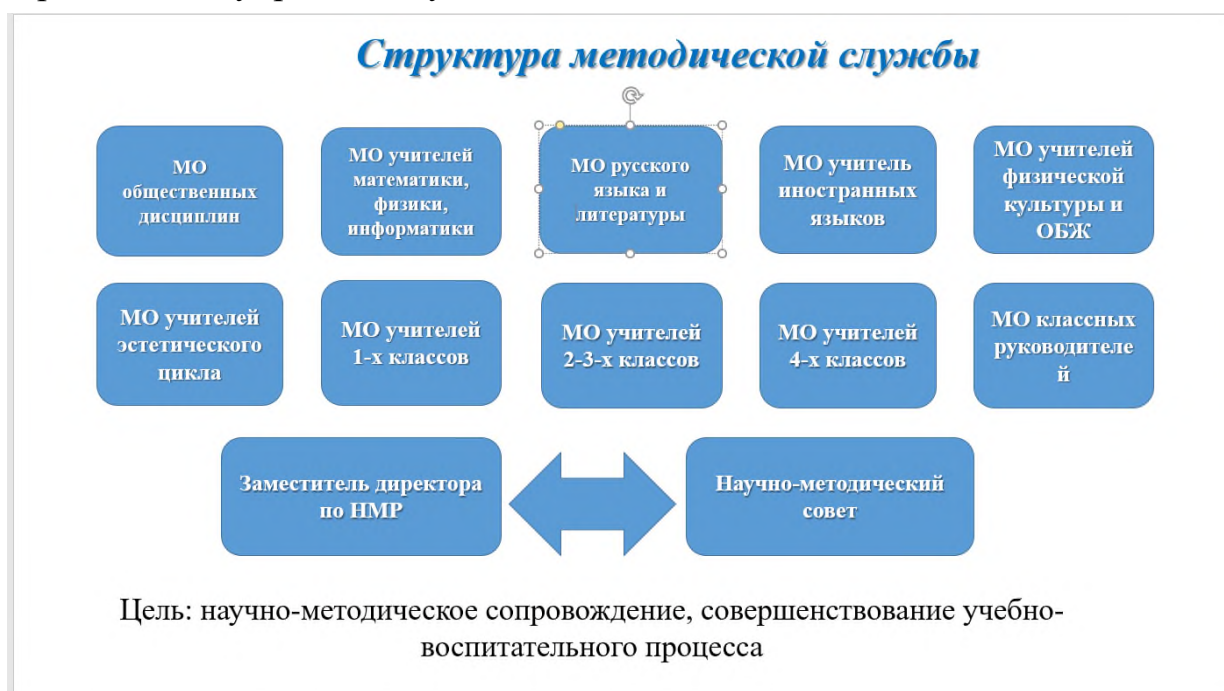 Структура методической службы
МО
общественных
дисциплин
МО учителей
математики,
физики,
информатики
МО русского
языка и
литературы
МО учитель
иностранных
языков
МО учителей
физической
культуры и
ОБЖ
МО учителей
эстетического
цикла
МО учителей
1-х классов
МО учителей
2-3-х классов
МО учителей
4-х классов
МО классных
руководителе
й
Заместитель директора
по НМР
Научно-методический
совет
Цель: научно-методическое сопровождение, совершенствование учебно-
воспитательного процесса